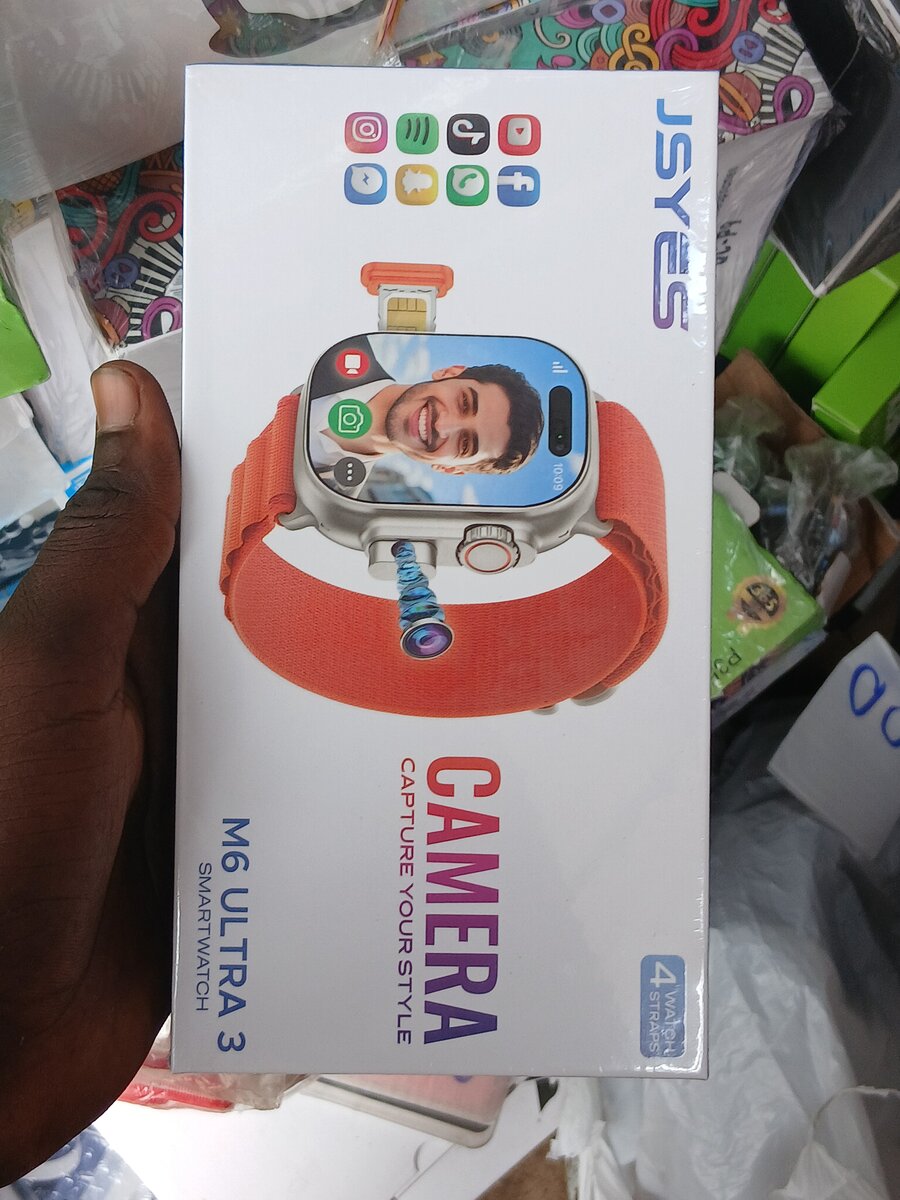 JSYES
10:09
CAMERA
CAPTURE YOUR STYLE
M6 ULTRA 3
SMARTWATCH
4 WATCH
STRAPS